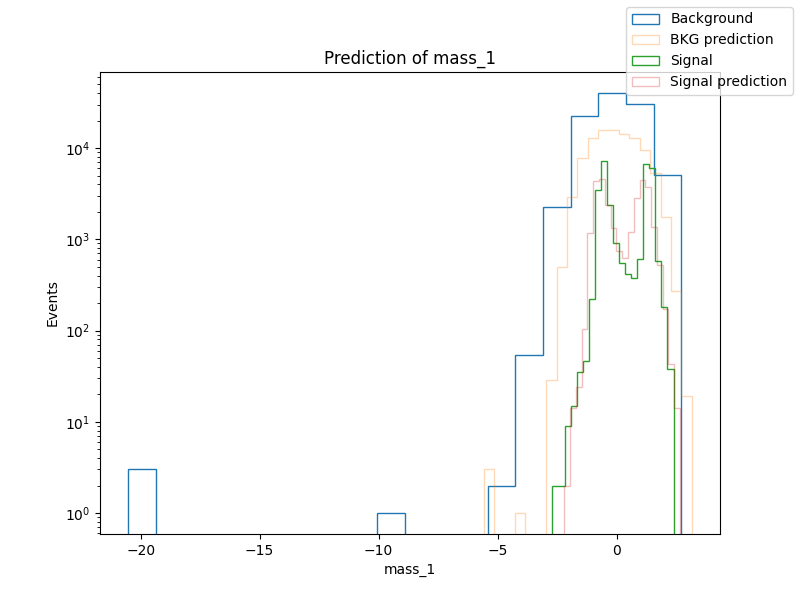 Prediction of mass_1
Background
BKG prediction
Signal
Signal prediction
Events
10⁴
10³
10²
10¹
10⁰
−20
−15
−10
−5
0
mass_1